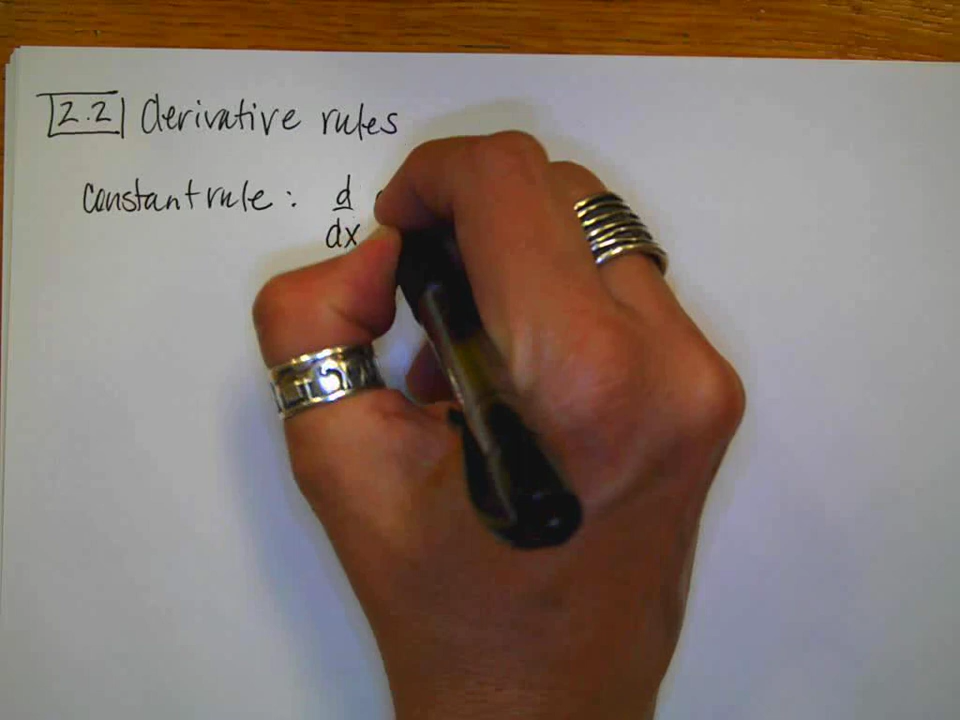 2.2 derivative rules
constant rule: d
dx